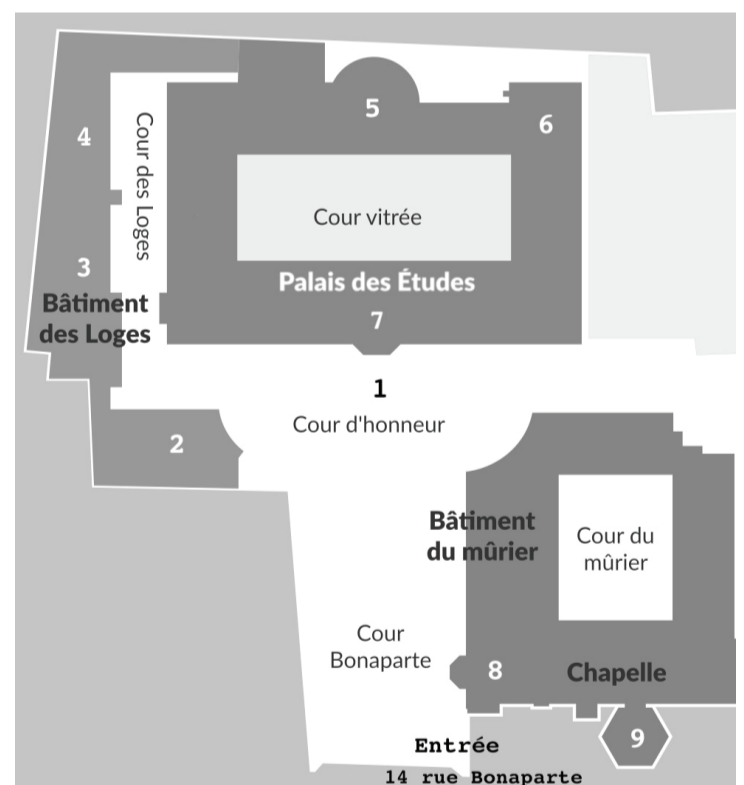 5
6
4
Cour des Loges
Cour vitrée
3
Palais des Études
Bâtiment
des Loges
7
1
Cour d'honneur
2
Bâtiment
du mûrier
Cour du
mûrier
Cour
Bonaparte
8
Chapelle
9
Entrée
14 rue Bonaparte